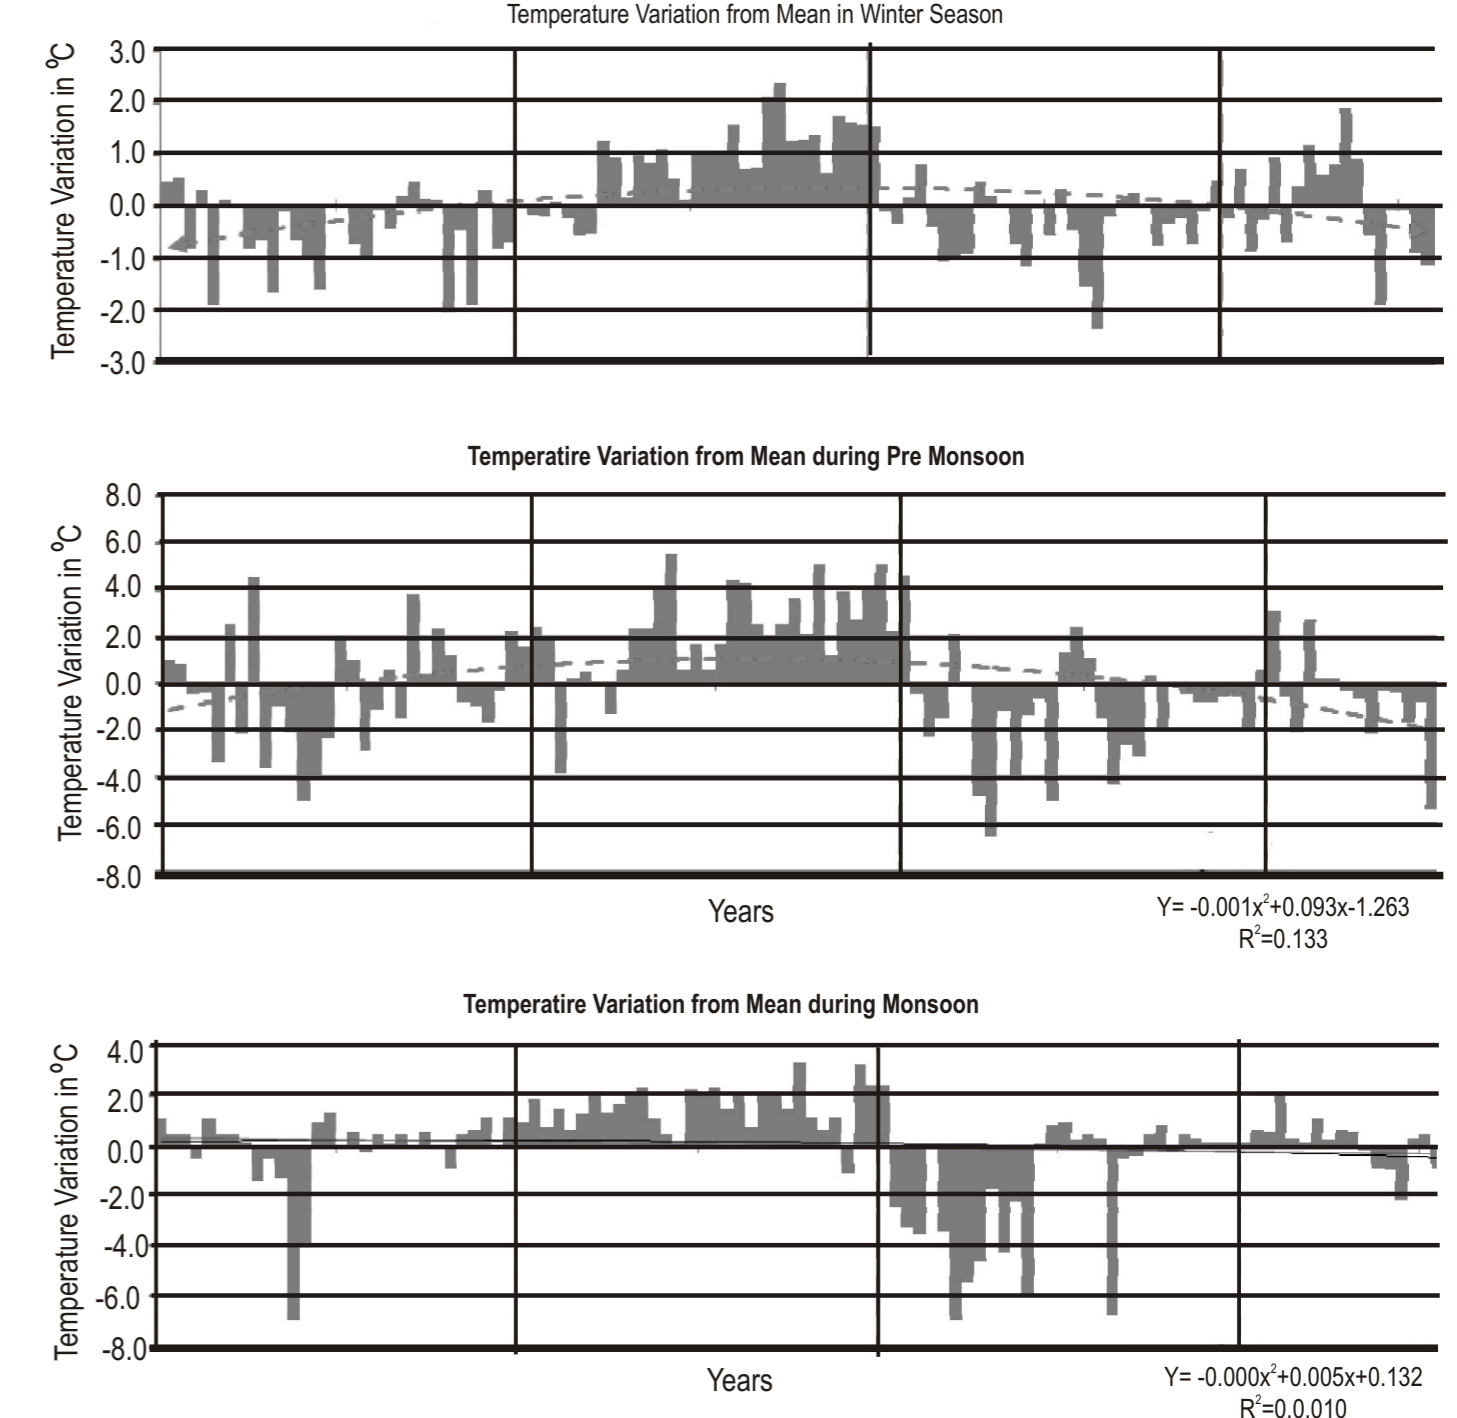 Temperature Variation from Mean in Winter Season
Temperature Variation in ⁰C
3.0
2.0
1.0
0.0
-1.0
-2.0
-3.0
Temperatire Variation from Mean during Pre Monsoon
Temperature Variation in ⁰C
8.0
6.0
4.0
2.0
0.0
-2.0
-4.0
-6.0
-8.0
Years
Y= -0.001x²+0.093x-1.263
R²=0.133
Temperatire Variation from Mean during Monsoon
Temperature Variation in⁰C
4.0
2.0
0.0
-2.0
-4.0
-6.0
-8.0
Years
Y= -0.000x²+0.005x+0.132
R²=0.0.010